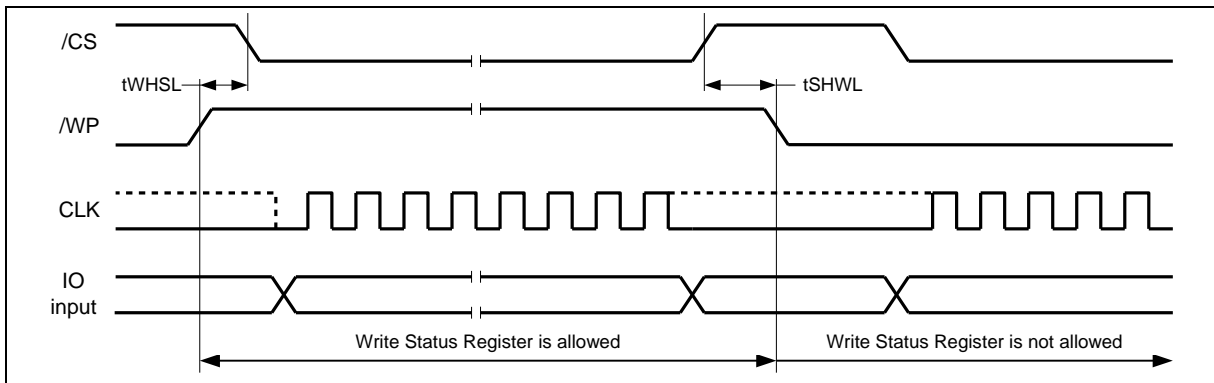 /CS
tWHSL
tSHWL
/WP
CLK
IO
input
Write Status Register is allowed
Write Status Register is not allowed